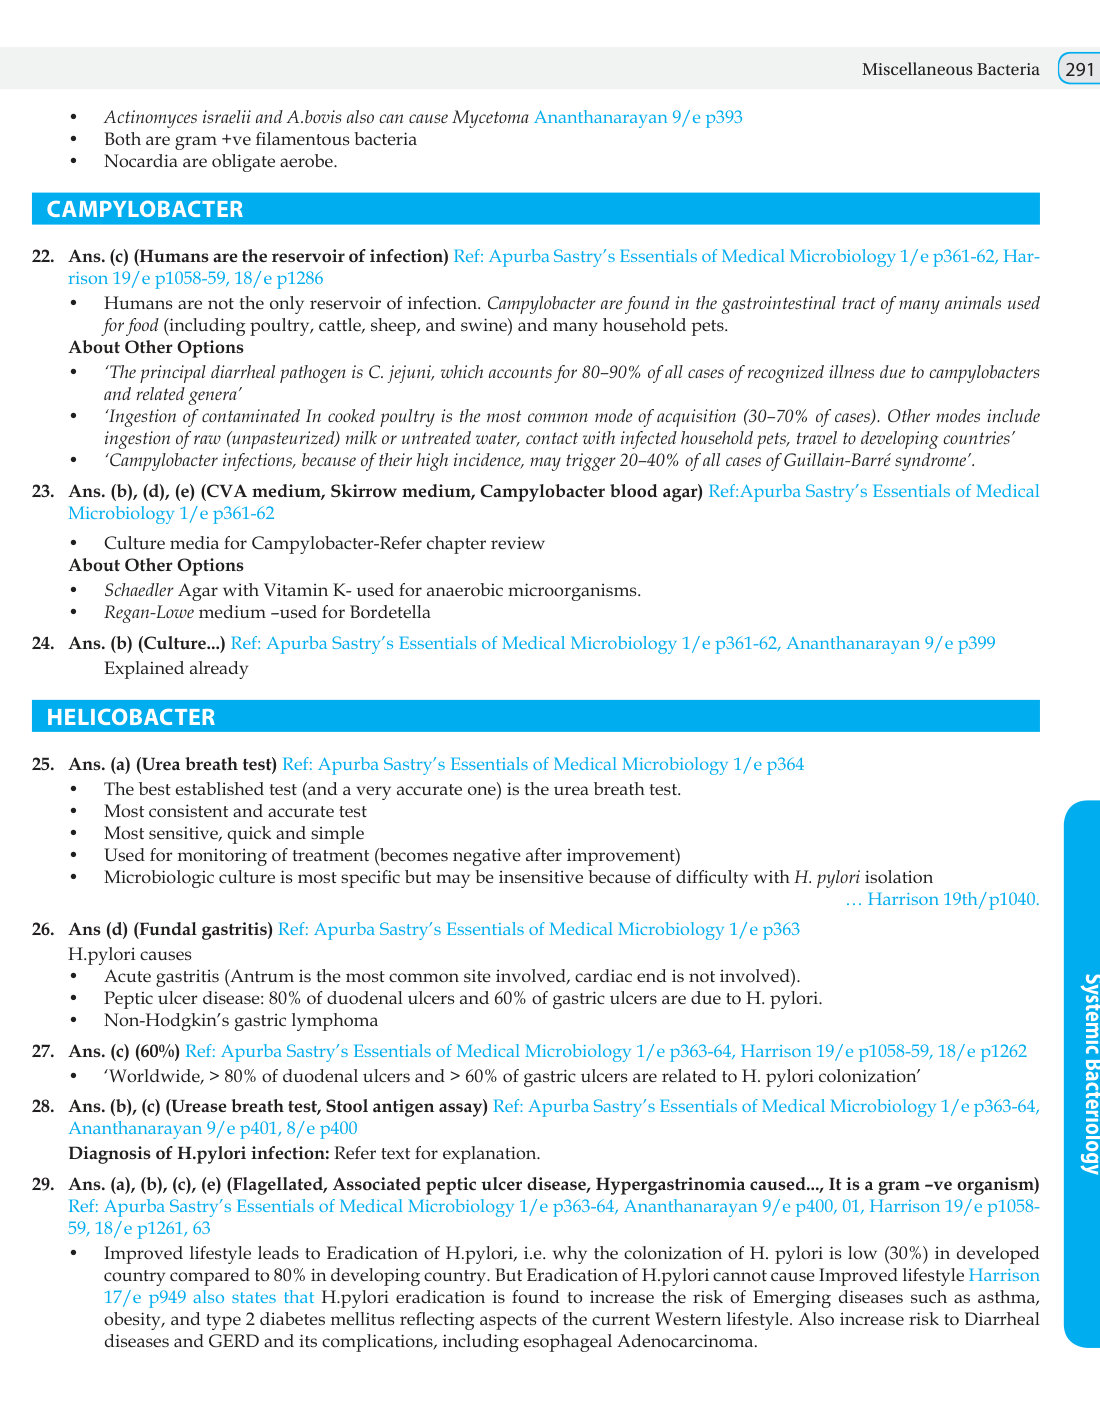 Miscellaneous Bacteria 291
• Actinomyces israelii and A.bovis also can cause Mycetoma Ananthanarayan 9/e p393
• Both are gram +ve filamentous bacteria
• Nocardia are obligate aerobe.
CAMPYLOBACTER
22. Ans. (c) (Humans are the reservoir of infection) Ref: Apurba Sastry’s Essentials of Medical Microbiology 1/e p361-62, Har-
rison 19/e p1058-59, 18/e p1286
• Humans are not the only reservoir of infection. Campylobacter are found in the gastrointestinal tract of many animals used
for food (including poultry, cattle, sheep, and swine) and many household pets.
About Other Options
• ‘The principal diarrheal pathogen is C. jejuni, which accounts for 80–90% of all cases of recognized illness due to campylobacters
and related genera’
• ‘Ingestion of contaminated In cooked poultry is the most common mode of acquisition (30–70% of cases). Other modes include
ingestion of raw (unpasteurized) milk or untreated water, contact with infected household pets, travel to developing countries’
• ‘Campylobacter infections, because of their high incidence, may trigger 20–40% of all cases of Guillain-Barré syndrome’.
23. Ans. (b), (d), (e) (CVA medium, Skirrow medium, Campylobacter blood agar) Ref:Apurba Sastry’s Essentials of Medical
Microbiology 1/e p361-62
• Culture media for Campylobacter-Refer chapter review
About Other Options
• Schaedler Agar with Vitamin K- used for anaerobic microorganisms.
• Regan-Lowe medium –used for Bordetella
24. Ans. (b) (Culture...) Ref: Apurba Sastry’s Essentials of Medical Microbiology 1/e p361-62, Ananthanarayan 9/e p399
Explained already
HELICOBACTER
25. Ans. (a) (Urea breath test) Ref: Apurba Sastry’s Essentials of Medical Microbiology 1/e p364
• The best established test (and a very accurate one) is the urea breath test.
• Most consistent and accurate test
• Most sensitive, quick and simple
• Used for monitoring of treatment (becomes negative after improvement)
• Microbiologic culture is most specific but may be insensitive because of difficulty with H. pylori isolation
… Harrison 19th/p1040.
26. Ans (d) (Fundal gastritis) Ref: Apurba Sastry’s Essentials of Medical Microbiology 1/e p363
H.pylori causes
• Acute gastritis (Antrum is the most common site involved, cardiac end is not involved).
• Peptic ulcer disease: 80% of duodenal ulcers and 60% of gastric ulcers are due to H. pylori.
• Non-Hodgkin’s gastric lymphoma
27. Ans. (c) (60%) Ref: Apurba Sastry’s Essentials of Medical Microbiology 1/e p363-64, Harrison 19/e p1058-59, 18/e p1262
• ‘Worldwide, > 80% of duodenal ulcers and > 60% of gastric ulcers are related to H. pylori colonization’
28. Ans. (b), (c) (Urease breath test, Stool antigen assay) Ref: Apurba Sastry’s Essentials of Medical Microbiology 1/e p363-64,
Ananthanarayan 9/e p401, 8/e p400
Diagnosis of H.pylori infection: Refer text for explanation.
29. Ans. (a), (b), (c), (e) (Flagellated, Associated peptic ulcer disease, Hypergastrinomia caused..., It is a gram –ve organism)
Ref: Apurba Sastry’s Essentials of Medical Microbiology 1/e p363-64, Ananthanarayan 9/e p400, 01, Harrison 19/e p1058-
59, 18/e p1261, 63
• Improved lifestyle leads to Eradication of H.pylori, i.e. why the colonization of H. pylori is low (30%) in developed
country compared to 80% in developing country. But Eradication of H.pylori cannot cause Improved lifestyle Harrison
17/e p949 also states that H.pylori eradication is found to increase the risk of Emerging diseases such as asthma,
obesity, and type 2 diabetes mellitus reflecting aspects of the current Western lifestyle. Also increase risk to Diarrheal
diseases and GERD and its complications, including esophageal Adenocarcinoma.
Systemic Bacteriology